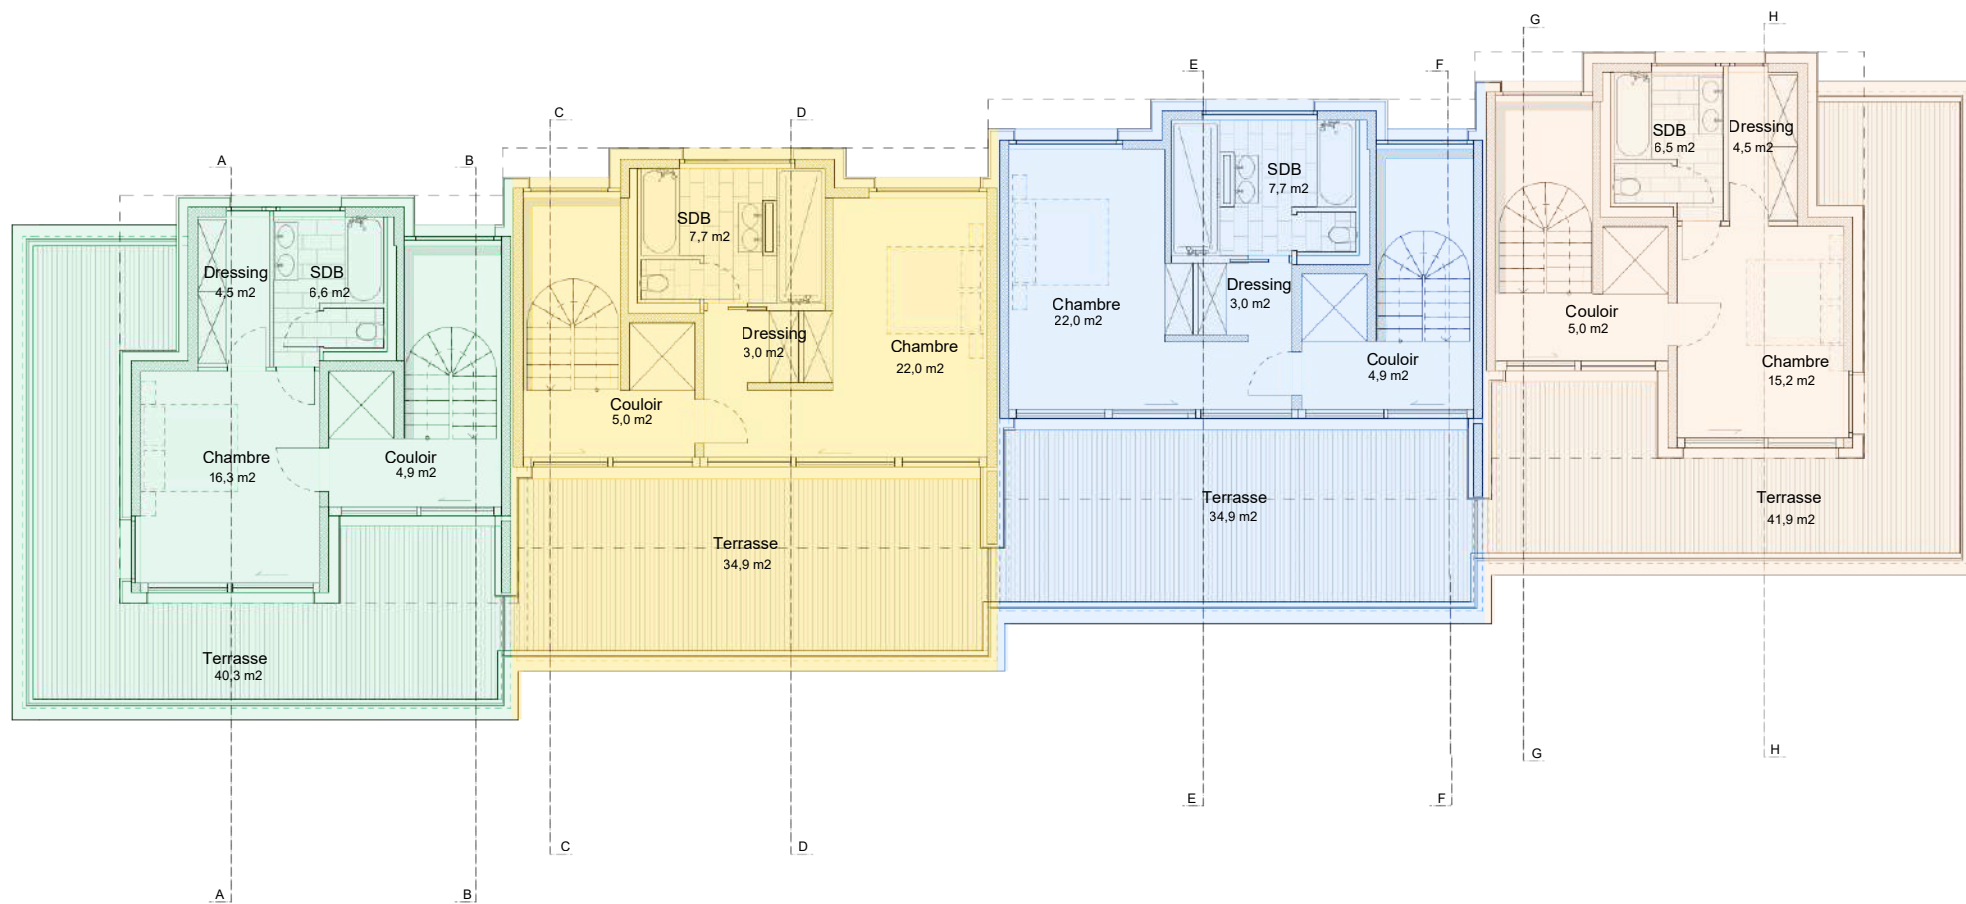 A
B
C
D
E
F
G
H
Dressing
4,5 m2
SDB
6,6 m2
Chambre
16,3 m2
Couloir
4,9 m2
Terrasse
40,3 m2
SDB
7,7 m2
Dressing
3,0 m2
Chambre
22,0 m2
Couloir
5,0 m2
Terrasse
34,9 m2
SDB
7,7 m2
Dressing
3,0 m2
Chambre
22,0 m2
Couloir
4,9 m2
Terrasse
34,9 m2
SDB
6,5 m2
Dressing
4,5 m2
Couloir
5,0 m2
Chambre
15,2 m2
Terrasse
41,9 m2
A
B
C
D
E
F
G
H